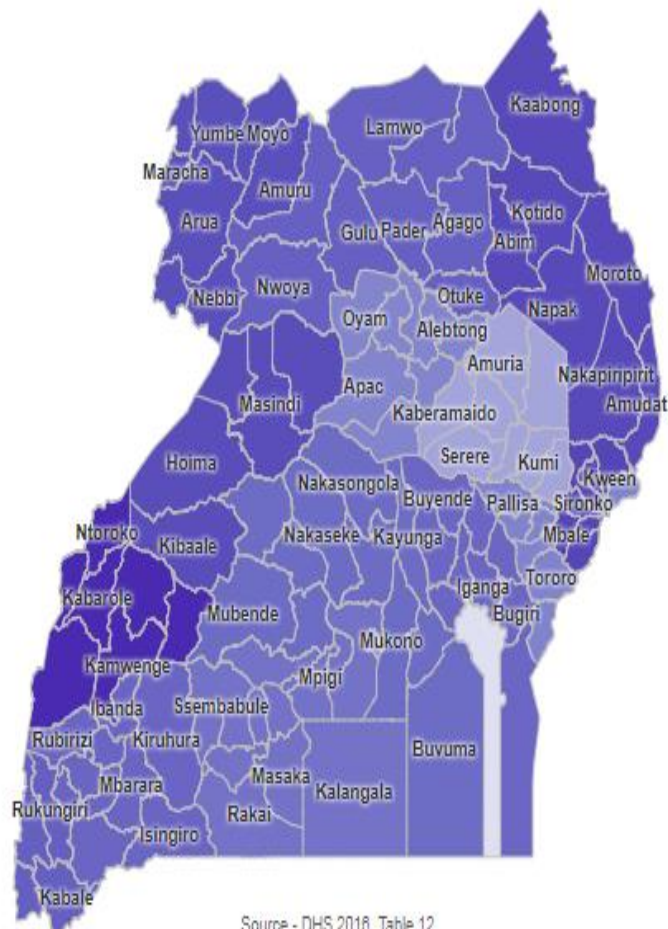 Kaabong
Yumbe Moyo
Lamwo
Maracha
Amuru
Arua
Kotido
Gulu Pader Agago
Abim
Moroto
Nebbi
Nwoya
Otuke
Napak
Oyam
Alebtong
Amuria
Apac
Nakapiripirit
Masindi
Kaberamaido
Amudat
Hoima
Serere
Kumi
Nakasongola
Kween
Buyende
Pallisa
Sironko
Ntoroko
Nakaseke
Kayunga
Mbale
Kibaale
Tororo
Kabarole
Iganga
Mubende
Bugiri
Mukono
Kamwenge
Mpigi
Ibanda
Ssembabule
Rubirizi
Kiruhura
Buvuma
Mbarara
Masaka
Kalangala
Rukungiri
Rakai
Isingiro
Kabale
Source - DHS 2016, Table 12